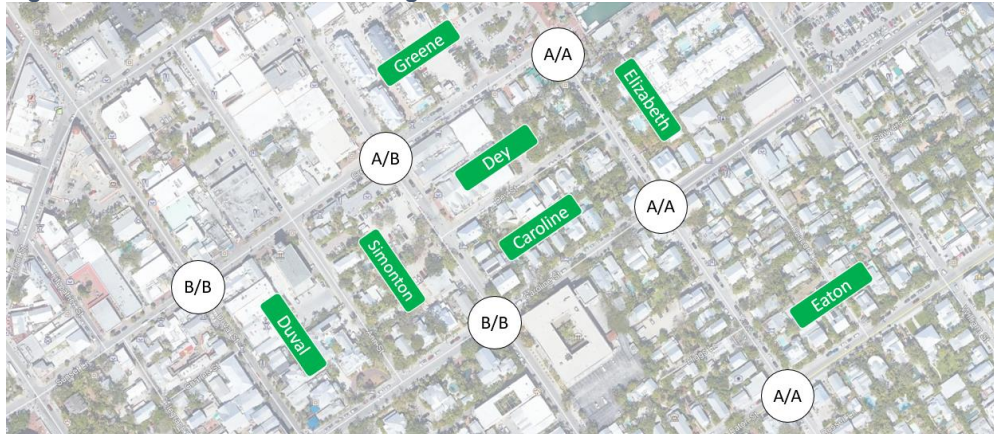 Greene
A/A
Elizabeth
A/B
Dey
A/A
Caroline
Simonton
B/B
Eaton
Duval
B/B
A/A